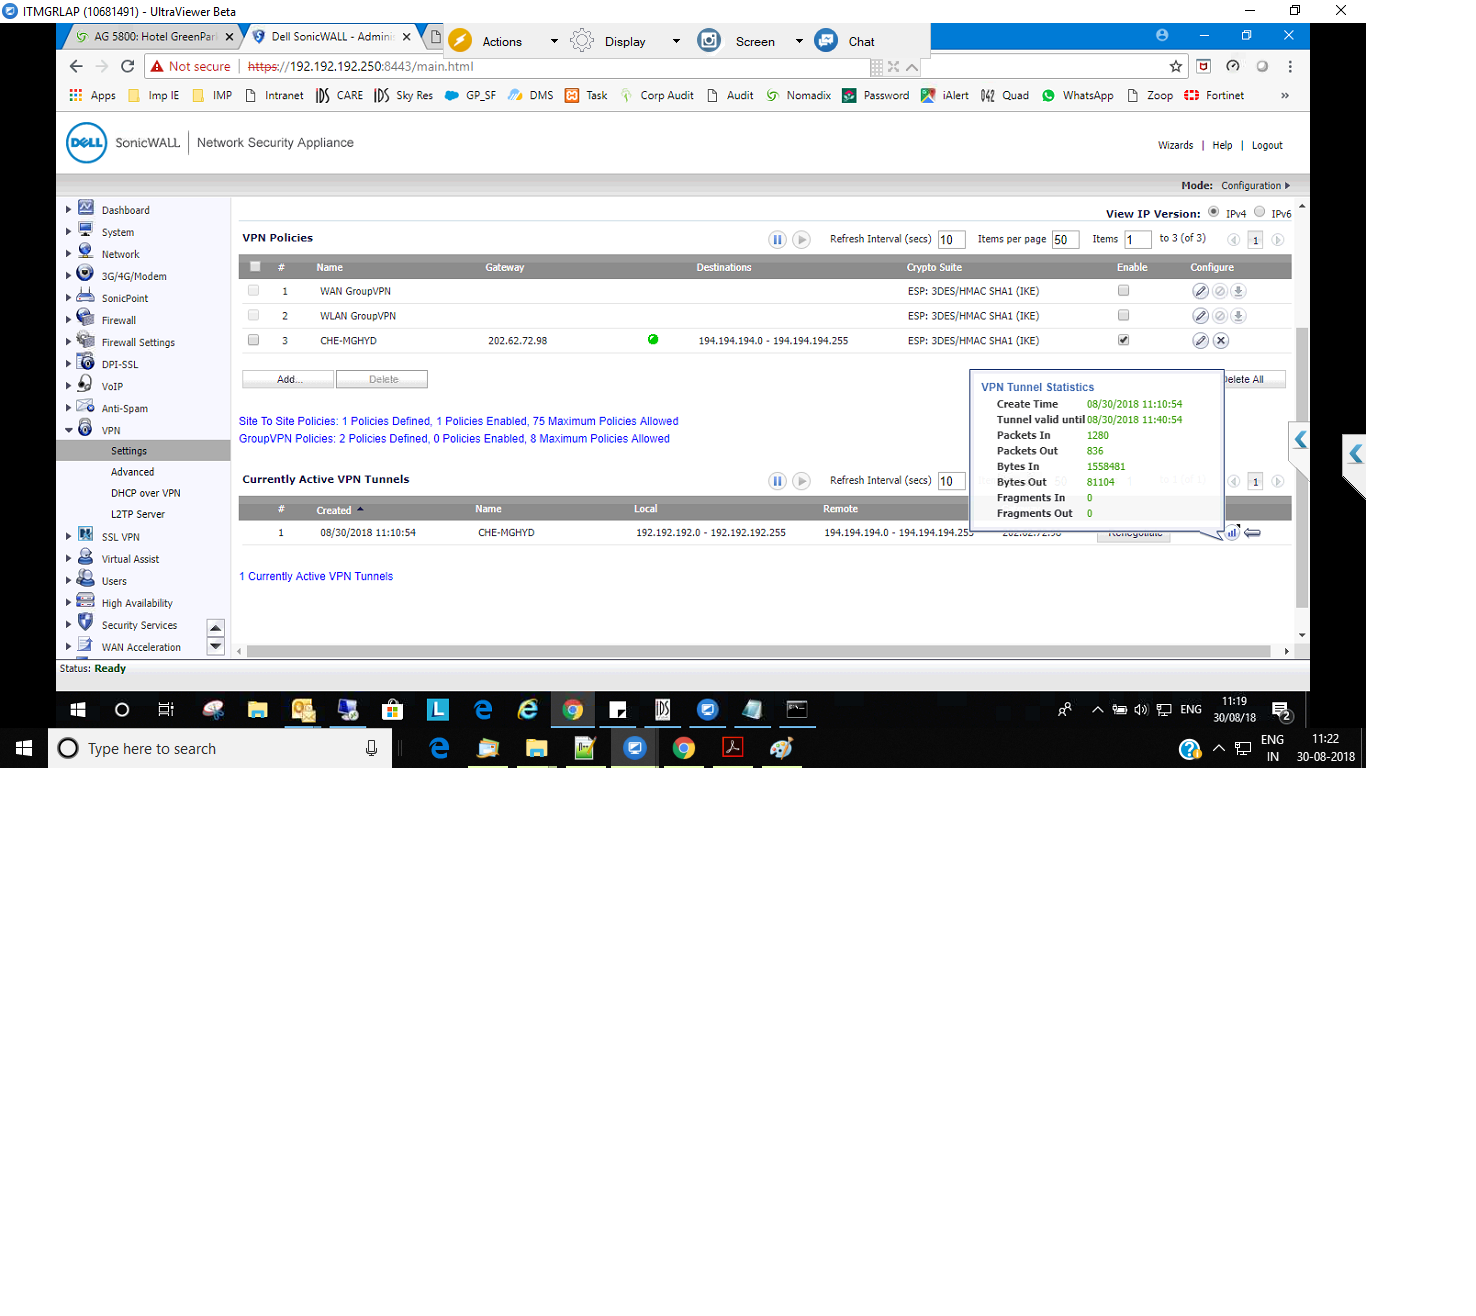 ITMGRLAP (10681491) - UltraViewer Beta
AG 5800: Hotel GreenPar
Dell SonicWALL - Adminis
Actions
Display
Screen
Chat
Not secure | https://192.192.192.250:8443/main.html
Apps Imp IE IMP Intranet CARE Sky Res GP_SF DMS Task Corp Audit Audit Nomadix Password iAlert Quad WhatsApp Zoop Fortinet »
DELL SonicWALL | Network Security Appliance
Wizards | Help | Logout
Mode: Configuration
Dashboard
System
Network
3G/4G/Modem
SonicPoint
Firewall
Firewall Settings
DPI-SSL
VoIP
Anti-Spam
VPN
Settings
Advanced
DHCP over VPN
L2TP Server
SSL VPN
Virtual Assist
Users
High Availability
Security Services
WAN Acceleration
View IP Version: IPv4 IPv6
VPN Policies Refresh Interval (secs) 10 Items per page 50 Items 1 to 3 (of 3) 1
# Name Gateway Destinations Crypto Suite Enable Configure
1 WAN GroupVPN ESP: 3DES/HMAC SHA1 (IKE)
2 WLAN GroupVPN ESP: 3DES/HMAC SHA1 (IKE)
3 CHE-MGHYD 202.62.72.98 194.194.194.0 - 194.194.194.255 ESP: 3DES/HMAC SHA1 (IKE)
Add... Delete elete All
Site To Site Policies: 1 Policies Defined, 1 Policies Enabled, 75 Maximum Policies Allowed
GroupVPN Policies: 2 Policies Defined, 0 Policies Enabled, 8 Maximum Policies Allowed
VPN Tunnel Statistics
Create Time 08/30/2018 11:10:54
Tunnel valid until 08/30/2018 11:40:54
Packets In 1280
Packets Out 836
Bytes In 1558481
Bytes Out 81104
Fragments In 0
Fragments Out 0
Currently Active VPN Tunnels Refresh Interval (secs) 10 1
# Created Name Local Remote
1 08/30/2018 11:10:54 CHE-MGHYD 192.192.192.0 - 192.192.192.255 194.194.194.0 - 194.194.194.255 202.62.72.98 Renegotiate
1 Currently Active VPN Tunnels
Status: Ready
ENG
11:19
30/08/18
2
Type here to search
ENG
IN
11:22
30-08-2018